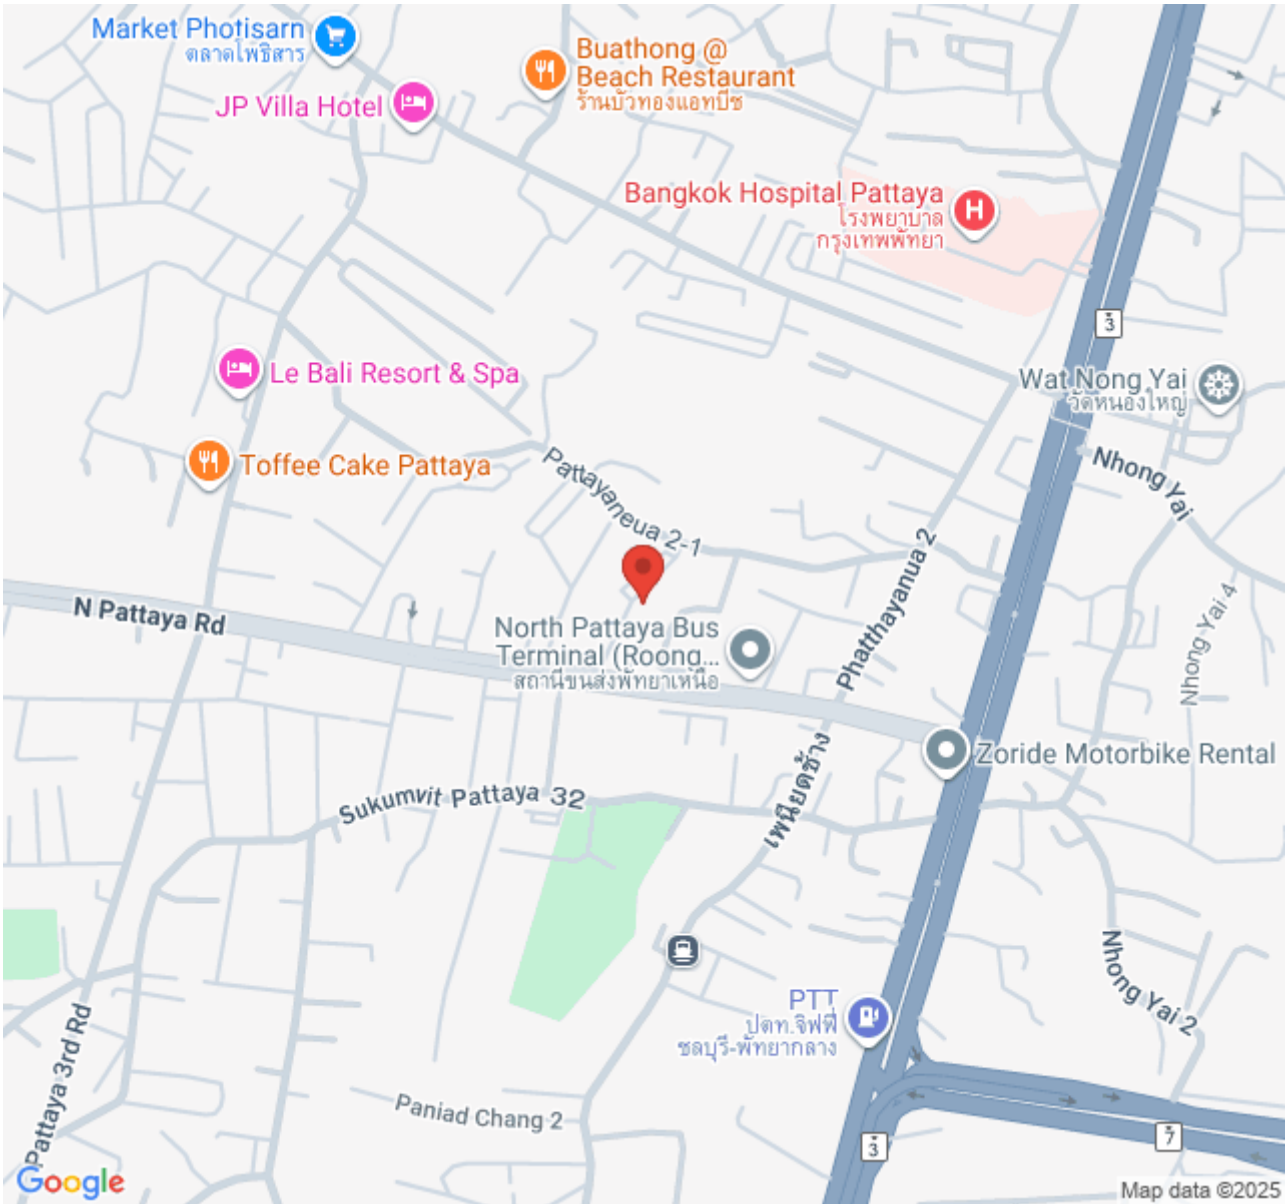 Market Photisarn
ตลาดโพธิสาร
Buathong @
Beach Restaurant
ร้านบัวทองแอทบีช
JP Villa Hotel
Bangkok Hospital Pattaya
โรงพยาบาล
กรุงเทพพัทยา
H
3
Le Bali Resort & Spa
Wat Nong Yai
วัดหนองใหญ่
Toffee Cake Pattaya
Nhong Yai
Pattayaneua 2-1
Phatthayanua 2
Nhong Yai 4
N Pattaya Rd
North Pattaya Bus
Terminal (Roong...
สถานีขนส่งพัทยาเหนือ
Zoride Motorbike Rental
Sukumvit Pattaya 32
เพนียดช้าง
Nhong Yai 2
PTT
ปตท.จิฟฟี่
ชลบุรี-พัทยากลาง
Pattaya 3rd Rd
Paniad Chang 2
3
7
Google
Map data ©2025